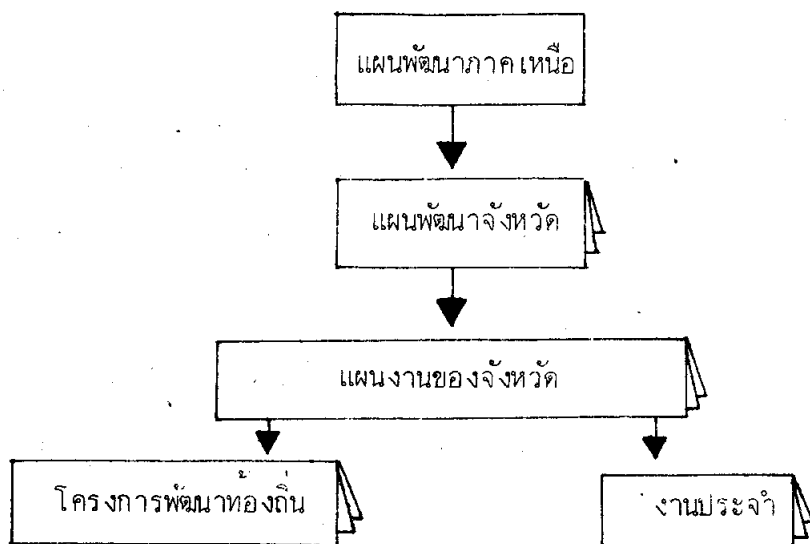 แผนพัฒนาภาคเหนือ
แผนพัฒนาจังหวัด
แผนงานของจังหวัด
โครงการพัฒนาท้องถิ่น
งานประจำ